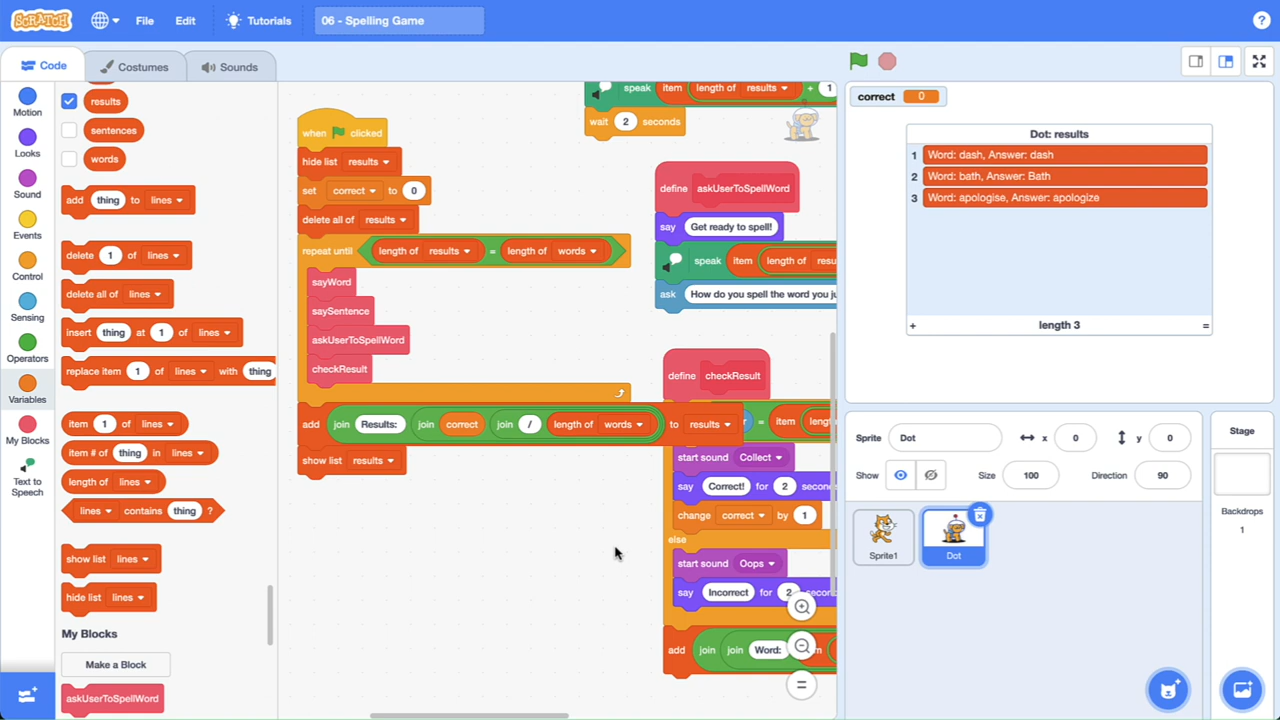 SCRATCH File Edit Tutorials 06 - Spelling Game ?
Code Costumes Sounds
Motion
Looks
Sound
Events
Control
Sensing
Operators
Variables
My Blocks
Text to Speech
results
sentences
words
add thing to lines
delete 1 of lines
delete all of lines
insert thing at 1 of lines
replace item 1 of lines with thing
item 1 of lines
item # of thing in lines
length of lines
lines contains thing ?
show list lines
hide list lines
My Blocks
Make a Block
askUserToSpellWord
when clicked
hide list results
set correct to 0
delete all of results
repeat until length of results = length of words
sayWord
saySentence
askUserToSpellWord
checkResult
add join Results: join correct join / length of words to results
show list results
speak item length of results + 1
wait 2 seconds
define askUserToSpellWord
say Get ready to spell!
speak item length of
ask How do you spell the word you
define checkResult
= item
start sound Collect
say Correct! for 2
change correct by 1
else
start sound Oops
say Incorrect for 2
add join join Word:
correct 0
Dot: results
1 Word: dash, Answer: dash
2 Word: bath, Answer: Bath
3 Word: apologise, Answer: apologize
+ length 3 =
Sprite Dot x 0 y 0
Show Size 100 Direction 90
Sprite1
Dot
Stage
Backdrops
1